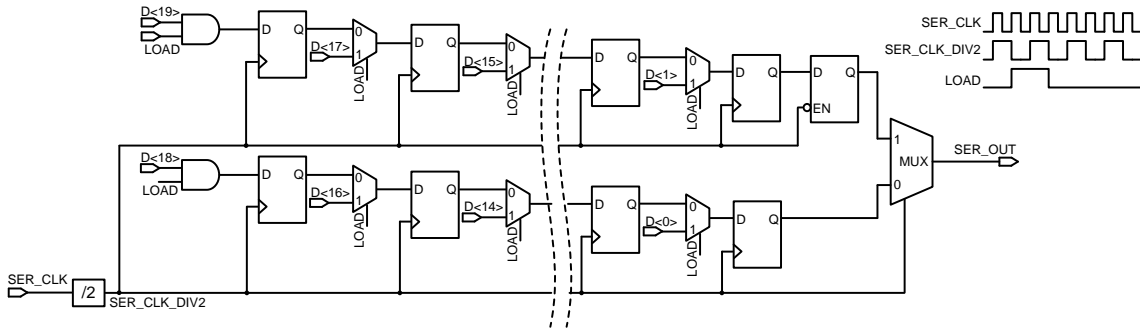 D<19>
LOAD
D Q
D<17>
0
1
LOAD
D Q
D<15>
0
1
LOAD
D Q
D<1>
0
1
LOAD
D Q
D
EN
1
MUX
0
SER_OUT
SER_CLK
SER_CLK_DIV2
LOAD
D<18>
LOAD
D Q
D<16>
0
1
LOAD
D Q
D<14>
0
1
LOAD
D Q
D<0>
0
1
LOAD
D Q
SER_CLK
/2
SER_CLK_DIV2